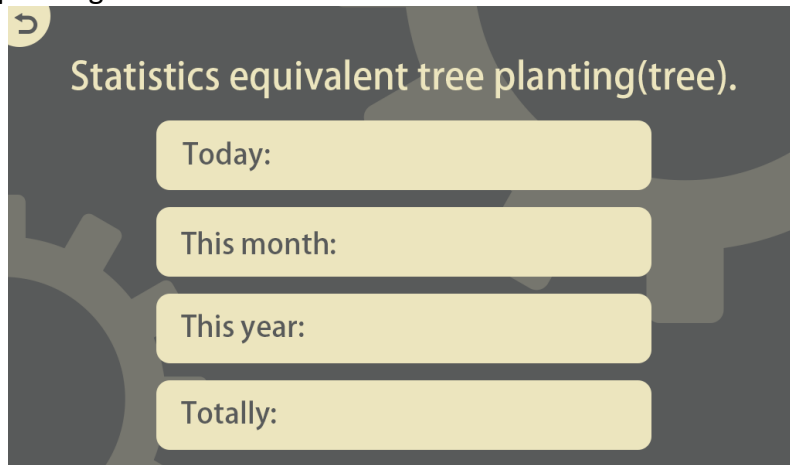 Statistics equivalent tree planting(tree).
Today:
This month:
This year:
Totally: